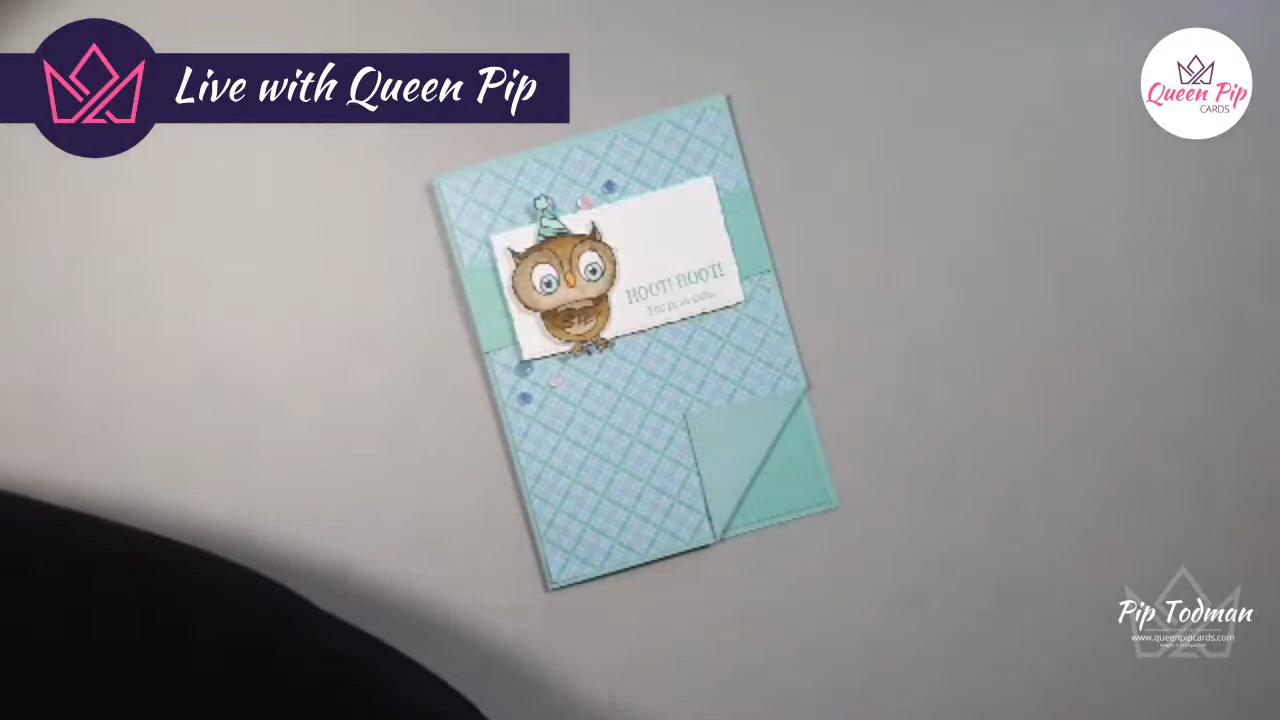 Live with Queen Pip
Queen Pip
CARDS
HOOT! HOOT!
Pip Todman
www.queenpipcards.com